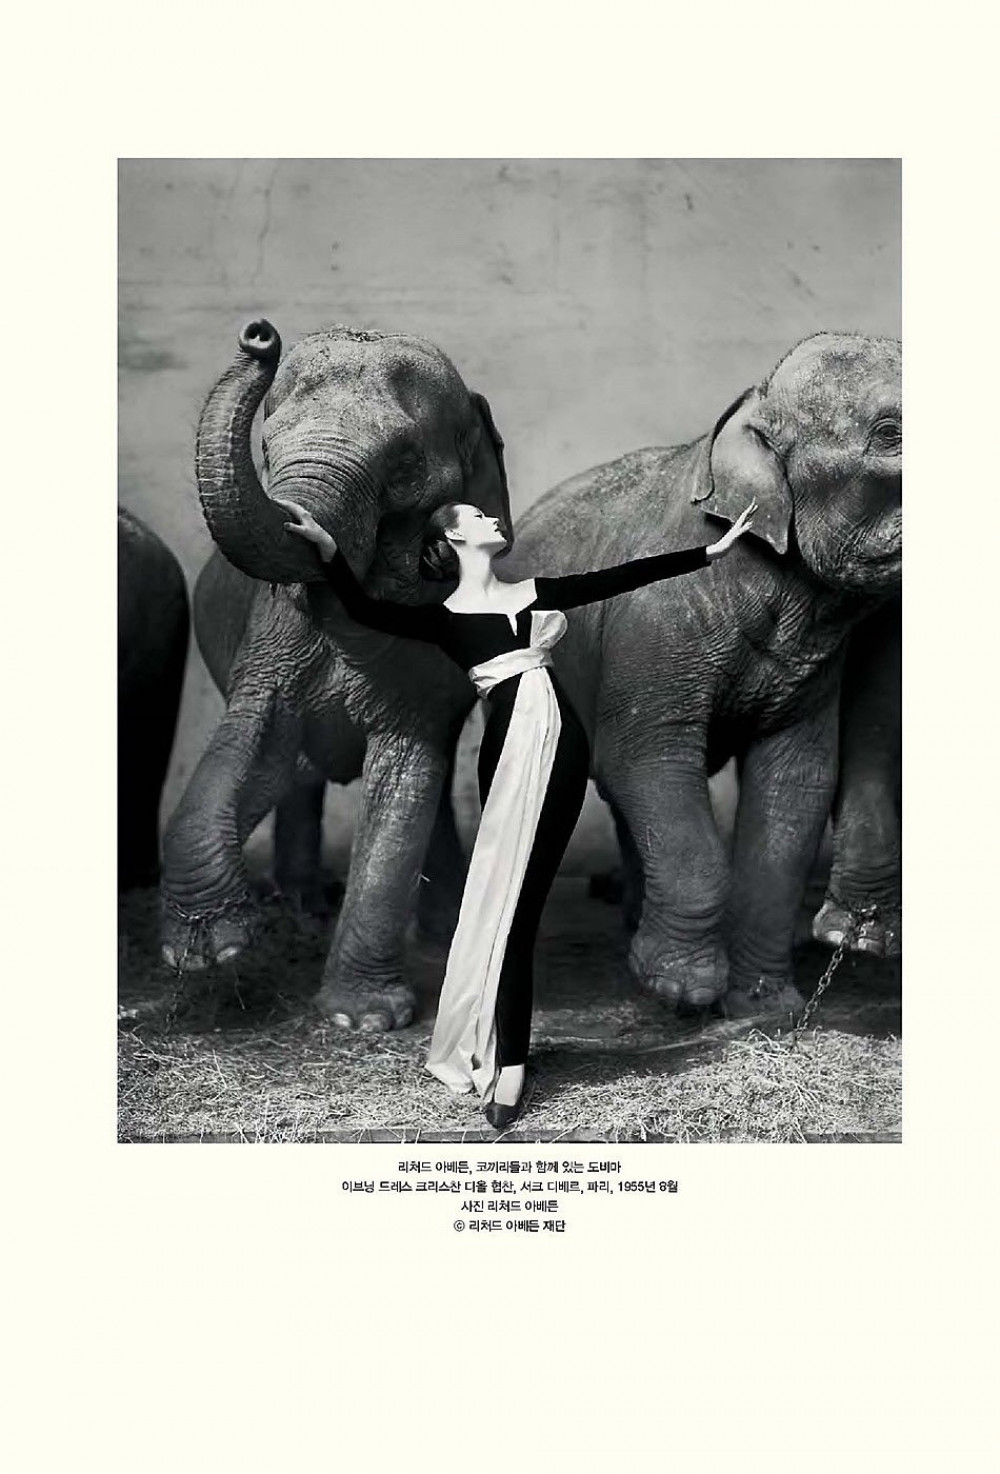 리처드 아베든, 코끼리들과 함께 있는 도비마
이브닝 드레스 크리스찬 디올 협찬, 서크 디베르, 파리, 1955년 8월
사진 리처드 아베든
© 리처드 아베든 재단